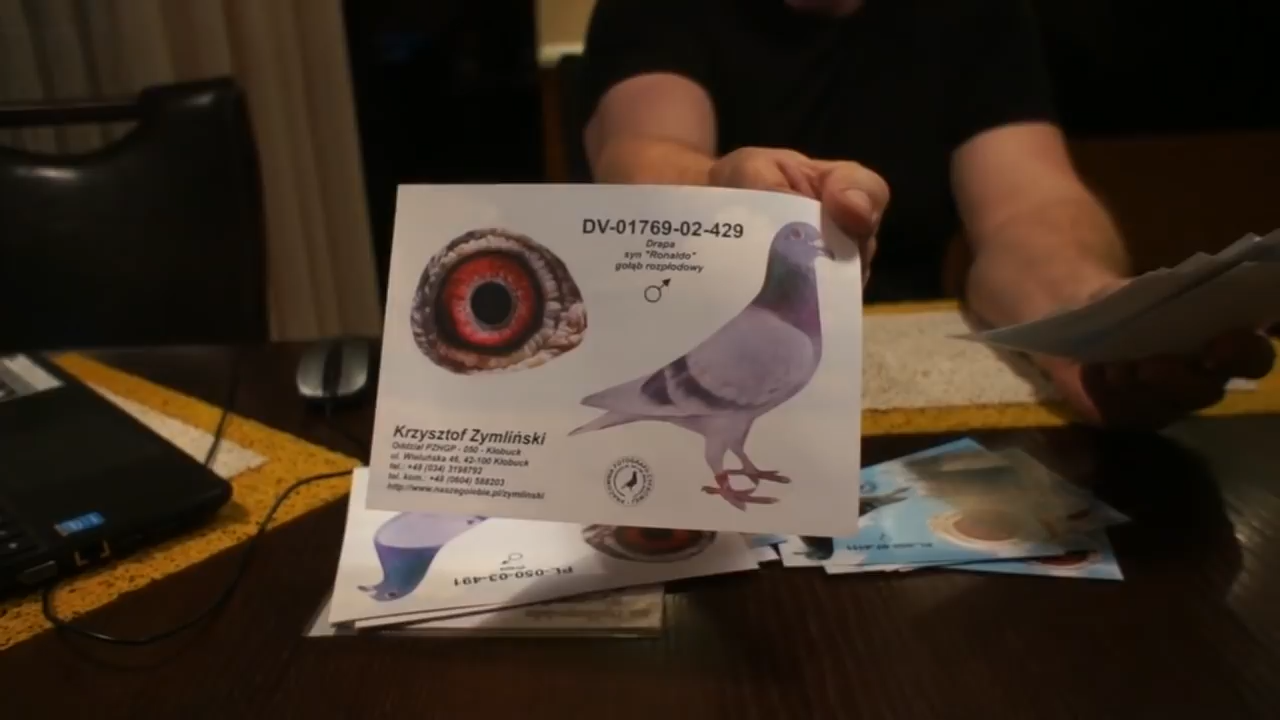 DV-01769-02-429
Drapa
syn "Ronaldo"
gołąb rozpłodowy
♂
Krzysztof Zymliński
Oddział PZHGP - 050 - Kłobuck
ul. Wieluńska 46, 42-100 Kłobuck
tel.: +48 (034) 3198792
tel. kom.: +48 (0604) 588203
http://www.naszegolebie.pl/zymlinski
PL-050-03-491